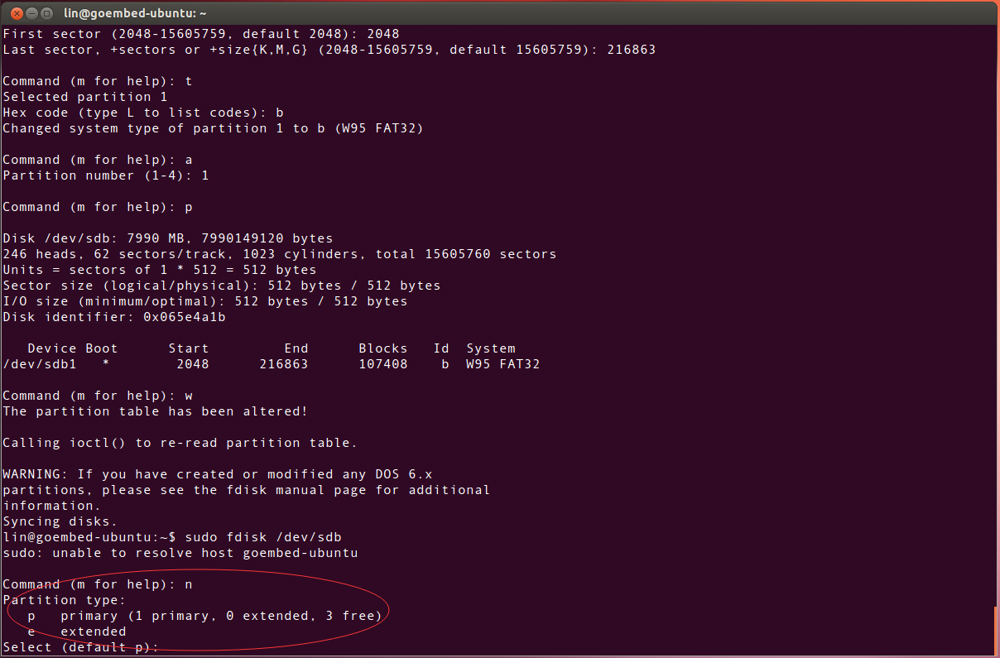 lin@goembed-ubuntu: ~
First sector (2048-15605759, default 2048): 2048
Last sector, +sectors or +size{K,M,G} (2048-15605759, default 15605759): 216863
Command (m for help): t
Selected partition 1
Hex code (type L to list codes): b
Changed system type of partition 1 to b (W95 FAT32)
Command (m for help): a
Partition number (1-4): 1
Command (m for help): p
Disk /dev/sdb: 7990 MB, 7990149120 bytes
246 heads, 62 sectors/track, 1023 cylinders, total 15605760 sectors
Units = sectors of 1 * 512 = 512 bytes
Sector size (logical/physical): 512 bytes / 512 bytes
I/O size (minimum/optimal): 512 bytes / 512 bytes
Disk identifier: 0x065e4a1b
Device Boot      Start         End      Blocks   Id  System
/dev/sdb1   *        2048      216863      107408    b  W95 FAT32
Command (m for help): w
The partition table has been altered!
Calling ioctl() to re-read partition table.
WARNING: If you have created or modified any DOS 6.x
partitions, please see the fdisk manual page for additional
information.
Syncing disks.
lin@goembed-ubuntu:~$ sudo fdisk /dev/sdb
sudo: unable to resolve host goembed-ubuntu
Command (m for help): n
Partition type:
p   primary (1 primary, 0 extended, 3 free)
e   extended
Select (default p):